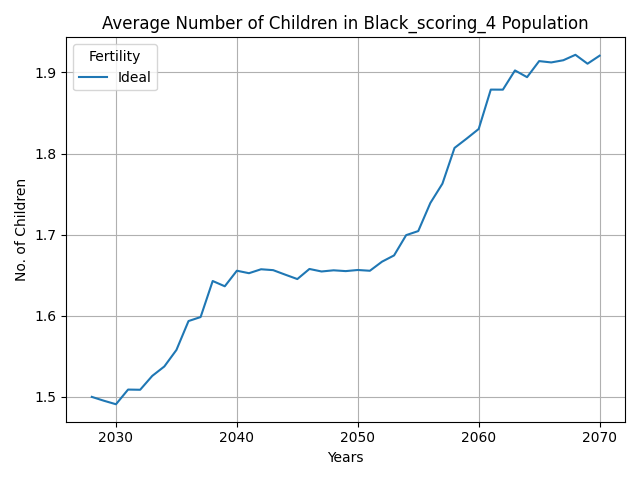 Average Number of Children in Black_scoring_4 Population
Fertility
Ideal
1.9
1.8
1.7
1.6
1.5
No. of Children
2030 2040 2050 2060 2070
Years